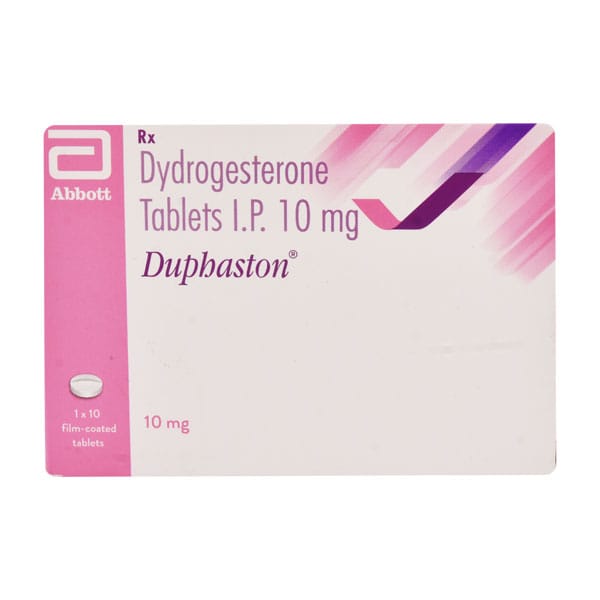 Abbott
Rx
Dydrogesterone
Tablets I.P. 10 mg
Duphaston®
1 x 10
film-coated
tablets
10 mg